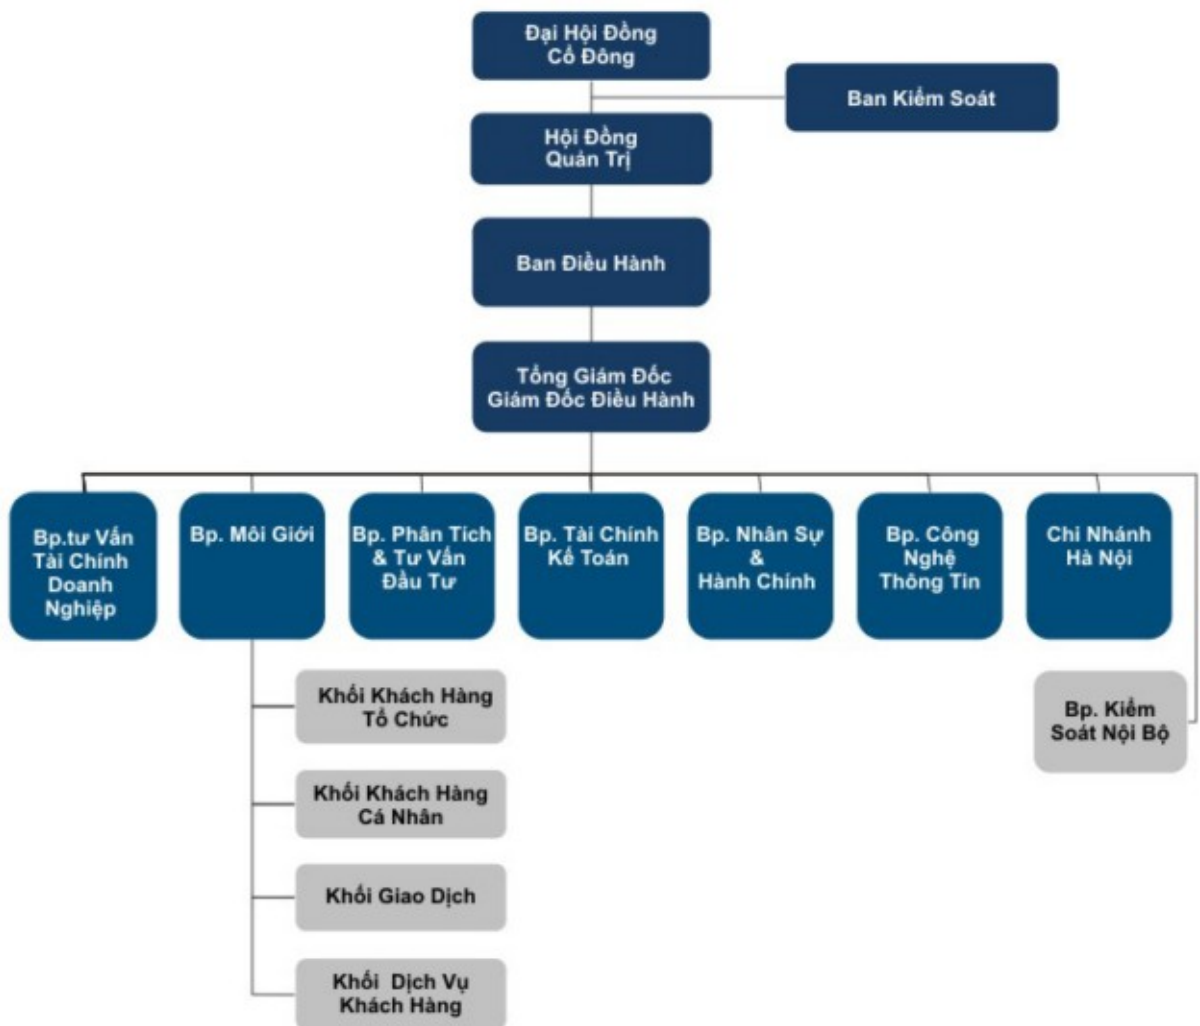 Đại Hội Đồng
Cổ Đông
Ban Kiểm Soát
Hội Đồng
Quản Trị
Ban Điều Hành
Tổng Giám Đốc
Giám Đốc Điều Hành
Bp.tư Vấn
Tài Chính
Doanh
Nghiệp
Bp. Môi Giới
Bp. Phân Tích
& Tư Vấn
Đầu Tư
Bp. Tài Chính
Kế Toán
Bp. Nhân Sự
&
Hành Chính
Bp. Công
Nghệ
Thông Tin
Chi Nhánh
Hà Nội
Khối Khách Hàng
Tổ Chức
Bp. Kiểm
Soát Nội Bộ
Khối Khách Hàng
Cá Nhân
Khối Giao Dịch
Khối Dịch Vụ
Khách Hàng